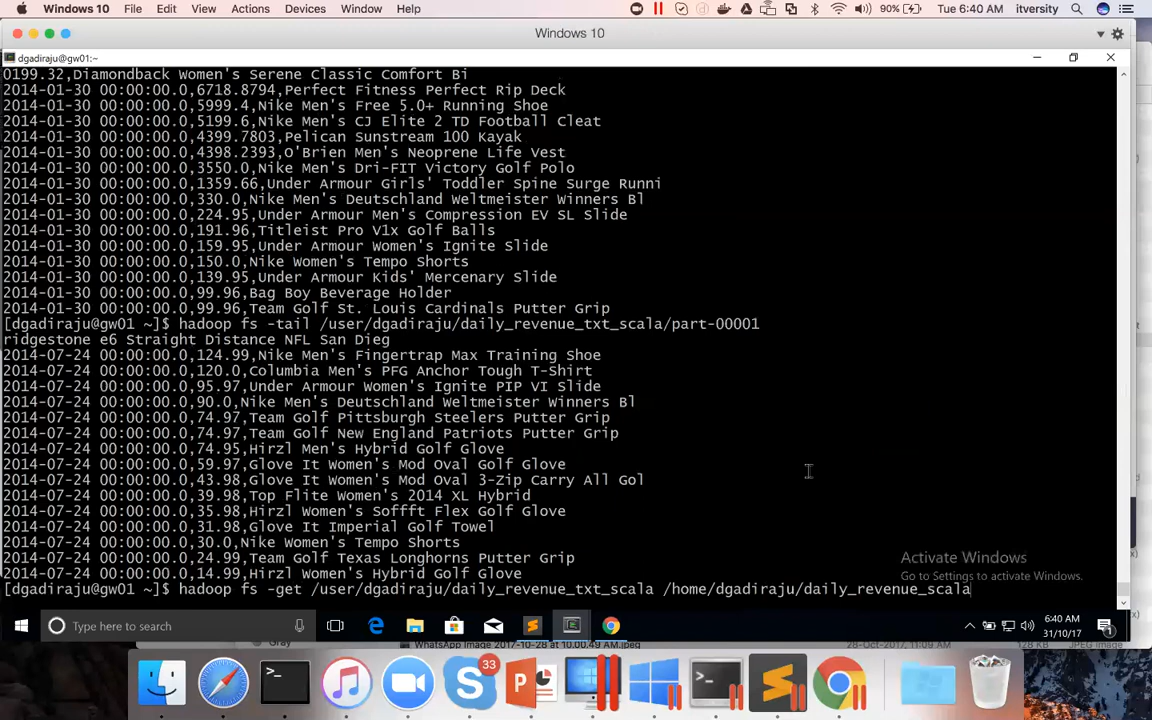 Windows 10 File Edit View Actions Devices Window Help 90% Tue 6:40 AM itversity
Windows 10
dgadiraju@gw01:~
0199.32,Diamondback Women's Serene Classic Comfort Bi
2014-01-30 00:00:00.0,6718.8794,Perfect Fitness Perfect Rip Deck
2014-01-30 00:00:00.0,5999.4,Nike Men's Free 5.0+ Running Shoe
2014-01-30 00:00:00.0,5199.6,Nike Men's CJ Elite 2 TD Football Cleat
2014-01-30 00:00:00.0,4399.7803,Pelican Sunstream 100 Kayak
2014-01-30 00:00:00.0,4398.2393,O'Brien Men's Neoprene Life Vest
2014-01-30 00:00:00.0,3550.0,Nike Men's Dri-FIT Victory Golf Polo
2014-01-30 00:00:00.0,1359.66,Under Armour Girls' Toddler Spine Surge Runni
2014-01-30 00:00:00.0,330.0,Nike Men's Deutschland Weltmeister Winners Bl
2014-01-30 00:00:00.0,224.95,Under Armour Men's Compression EV SL Slide
2014-01-30 00:00:00.0,191.96,Titleist Pro V1x Golf Balls
2014-01-30 00:00:00.0,159.95,Under Armour Women's Ignite Slide
2014-01-30 00:00:00.0,150.0,Nike Women's Tempo Shorts
2014-01-30 00:00:00.0,139.95,Under Armour Kids' Mercenary Slide
2014-01-30 00:00:00.0,99.96,Bag Boy Beverage Holder
2014-01-30 00:00:00.0,99.96,Team Golf St. Louis Cardinals Putter Grip
[dgadiraju@gw01 ~]$ hadoop fs -tail /user/dgadiraju/daily_revenue_txt_scala/part-00001
ridgestone e6 Straight Distance NFL San Dieg
2014-07-24 00:00:00.0,124.99,Nike Men's Fingertrap Max Training Shoe
2014-07-24 00:00:00.0,120.0,Columbia Men's PFG Anchor Tough T-Shirt
2014-07-24 00:00:00.0,95.97,Under Armour Women's Ignite PIP VI Slide
2014-07-24 00:00:00.0,90.0,Nike Men's Deutschland Weltmeister Winners Bl
2014-07-24 00:00:00.0,74.97,Team Golf Pittsburgh Steelers Putter Grip
2014-07-24 00:00:00.0,74.97,Team Golf New England Patriots Putter Grip
2014-07-24 00:00:00.0,74.95,Hirzl Men's Hybrid Golf Glove
2014-07-24 00:00:00.0,59.97,Glove It Women's Mod Oval Golf Glove
2014-07-24 00:00:00.0,43.98,Glove It Women's Mod Oval 3-Zip Carry All Gol
2014-07-24 00:00:00.0,39.98,Top Flite Women's 2014 XL Hybrid
2014-07-24 00:00:00.0,35.98,Hirzl Women's Soffft Flex Golf Glove
2014-07-24 00:00:00.0,31.98,Glove It Imperial Golf Towel
2014-07-24 00:00:00.0,30.0,Nike Women's Tempo Shorts
2014-07-24 00:00:00.0,24.99,Team Golf Texas Longhorns Putter Grip
2014-07-24 00:00:00.0,14.99,Hirzl Women's Hybrid Golf Glove
[dgadiraju@gw01 ~]$ hadoop fs -get /user/dgadiraju/daily_revenue_txt_scala /home/dgadiraju/daily_revenue_scala
Activate Windows
Go to Settings to activate Windows.
Type here to search
6:40 AM
31/10/17
WhatsApp Image 2017-10-28 at 10.00.49 AM.jpeg 28-Oct-2017, 11:09 AM 128 KB JPEG image
33